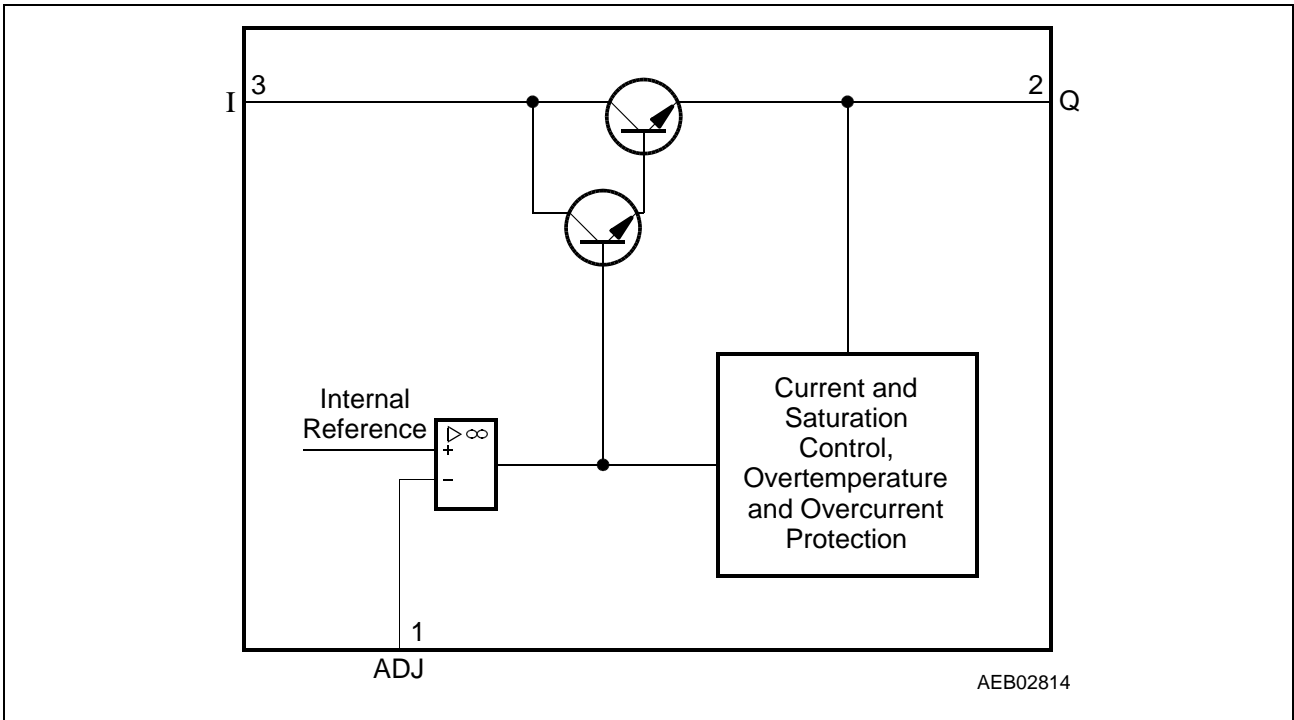 3
I
2
Q
Internal
Reference
▷ ∞
+
−
Current and
Saturation
Control,
Overtemperature
and Overcurrent
Protection
1
ADJ
AEB02814